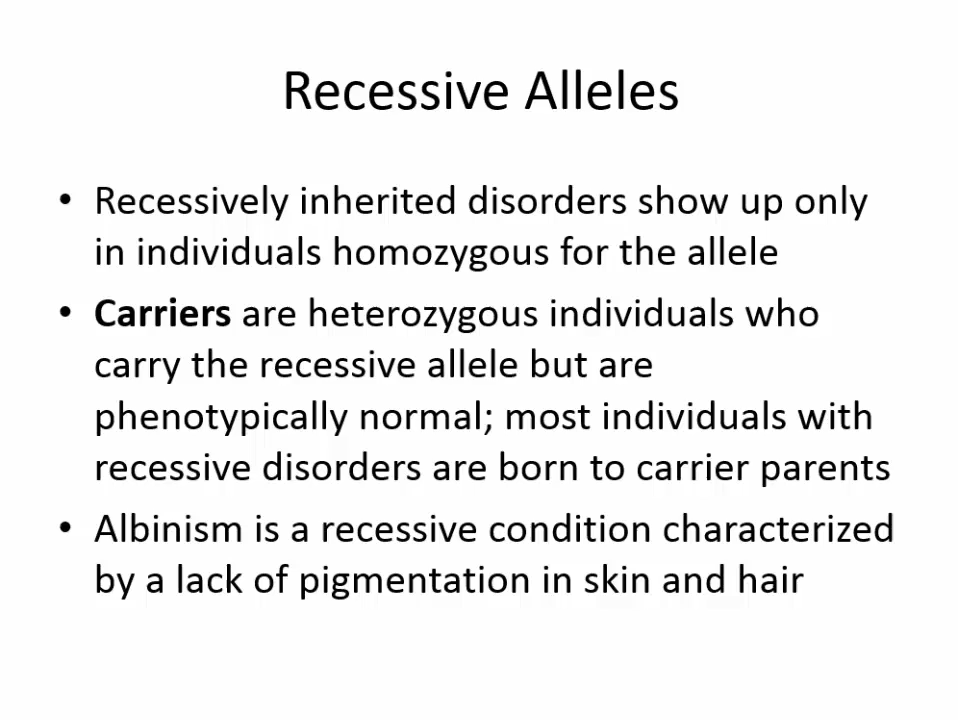 Recessive Alleles
• Recessively inherited disorders show up only
in individuals homozygous for the allele
• Carriers are heterozygous individuals who
carry the recessive allele but are
phenotypically normal; most individuals with
recessive disorders are born to carrier parents
• Albinism is a recessive condition characterized
by a lack of pigmentation in skin and hair